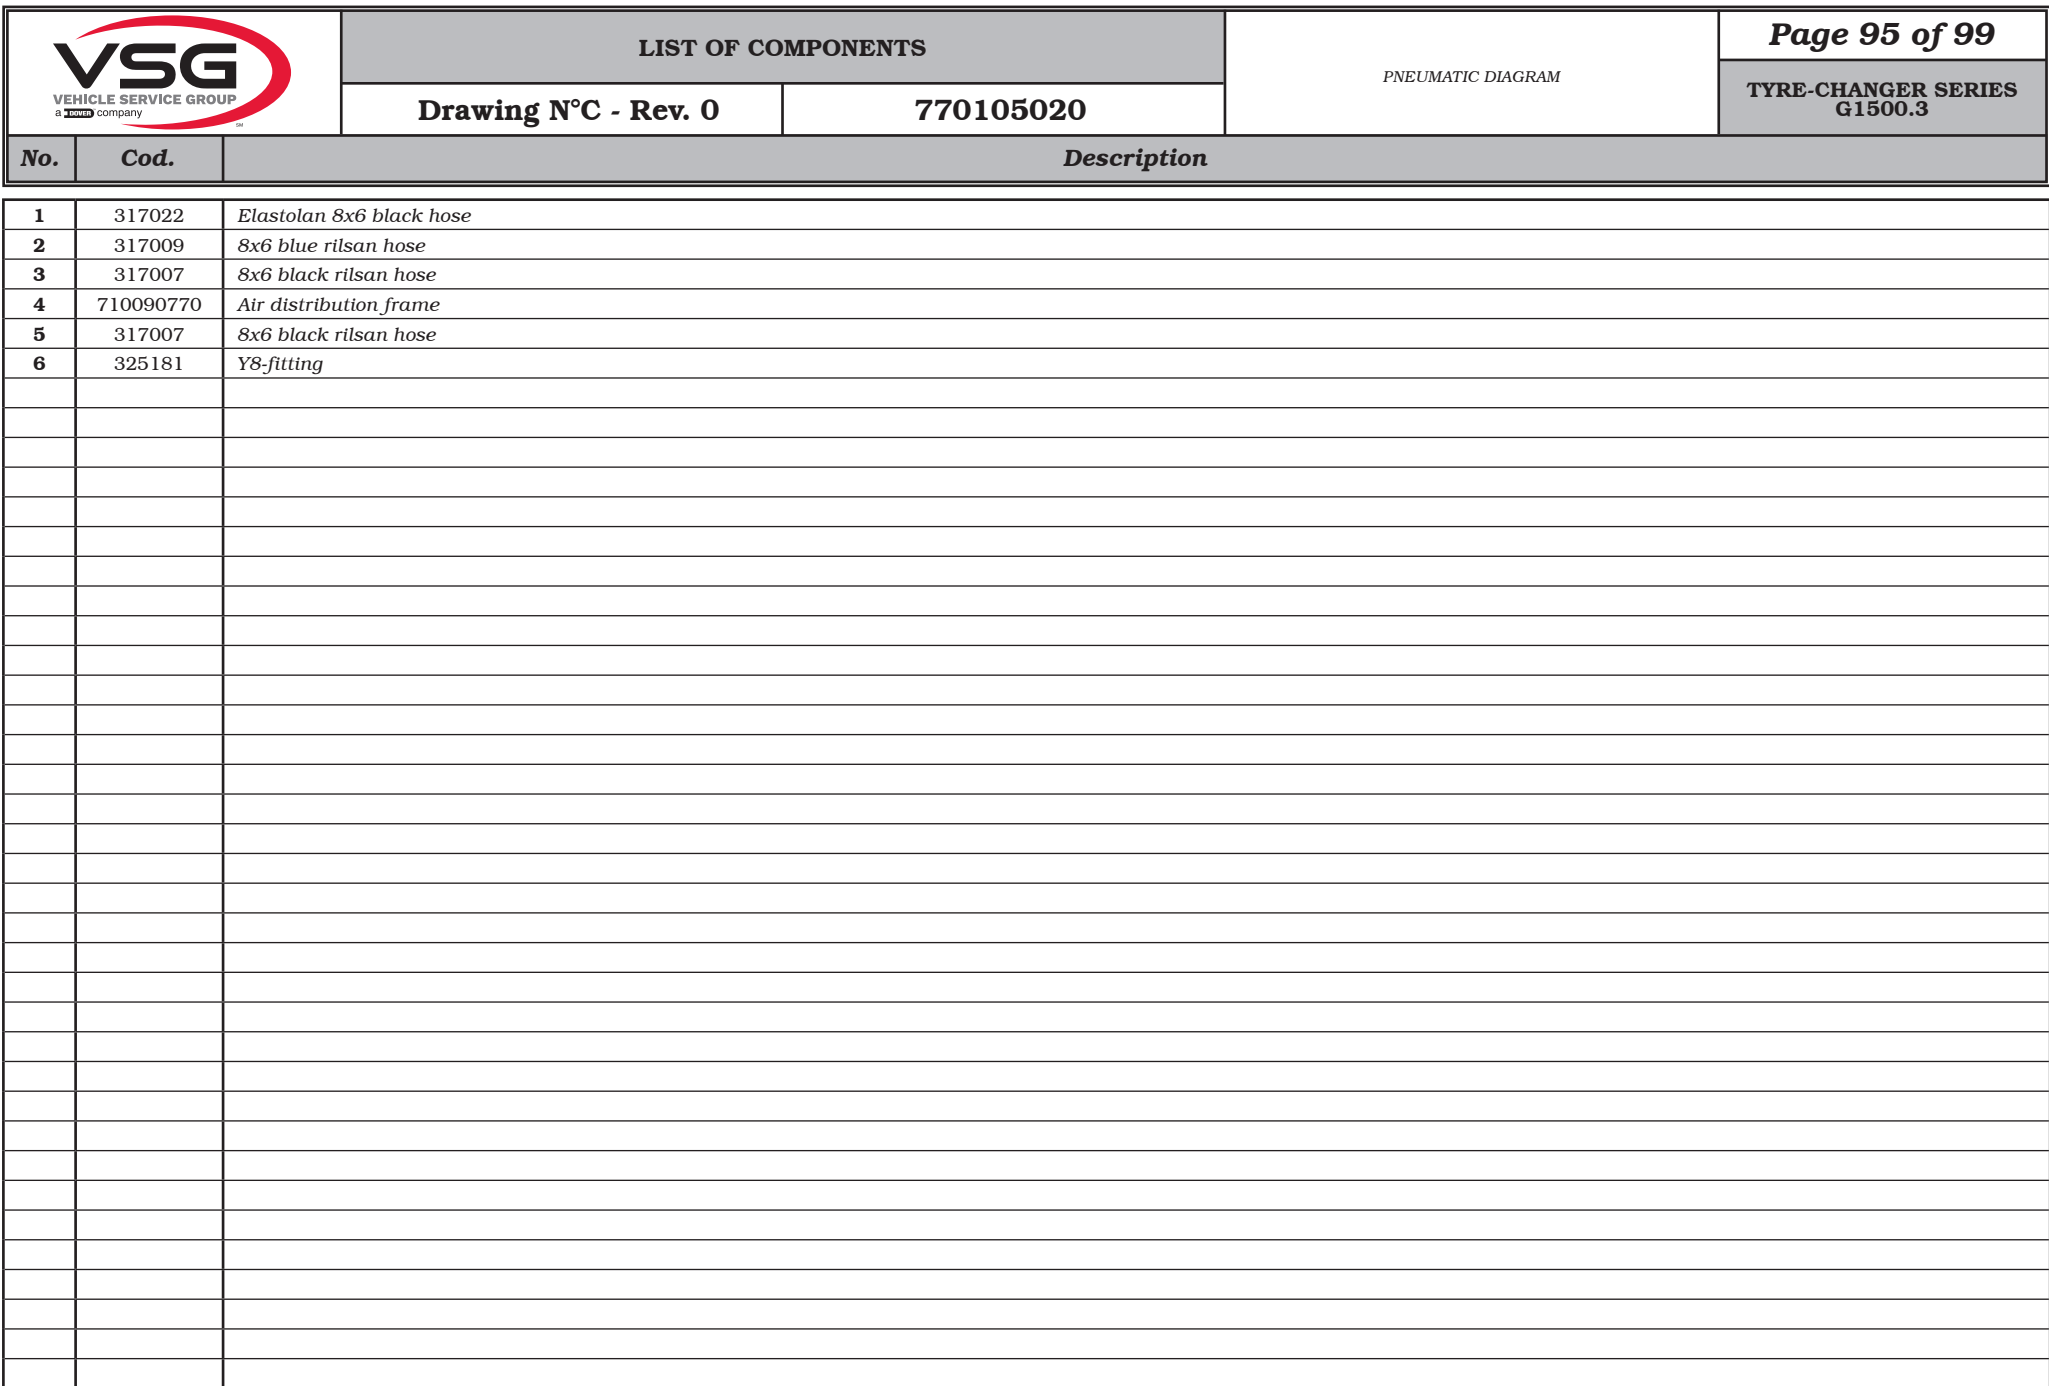 VSG
VEHICLE SERVICE GROUP
a DOVER company
SM
LIST OF COMPONENTS
Drawing N°C - Rev. 0
770105020
PNEUMATIC DIAGRAM
Page 95 of 99
TYRE-CHANGER SERIES
G1500.3
No. Cod. Description
1 317022 Elastolan 8x6 black hose
2 317009 8x6 blue rilsan hose
3 317007 8x6 black rilsan hose
4 710090770 Air distribution frame
5 317007 8x6 black rilsan hose
6 325181 Y8-fitting